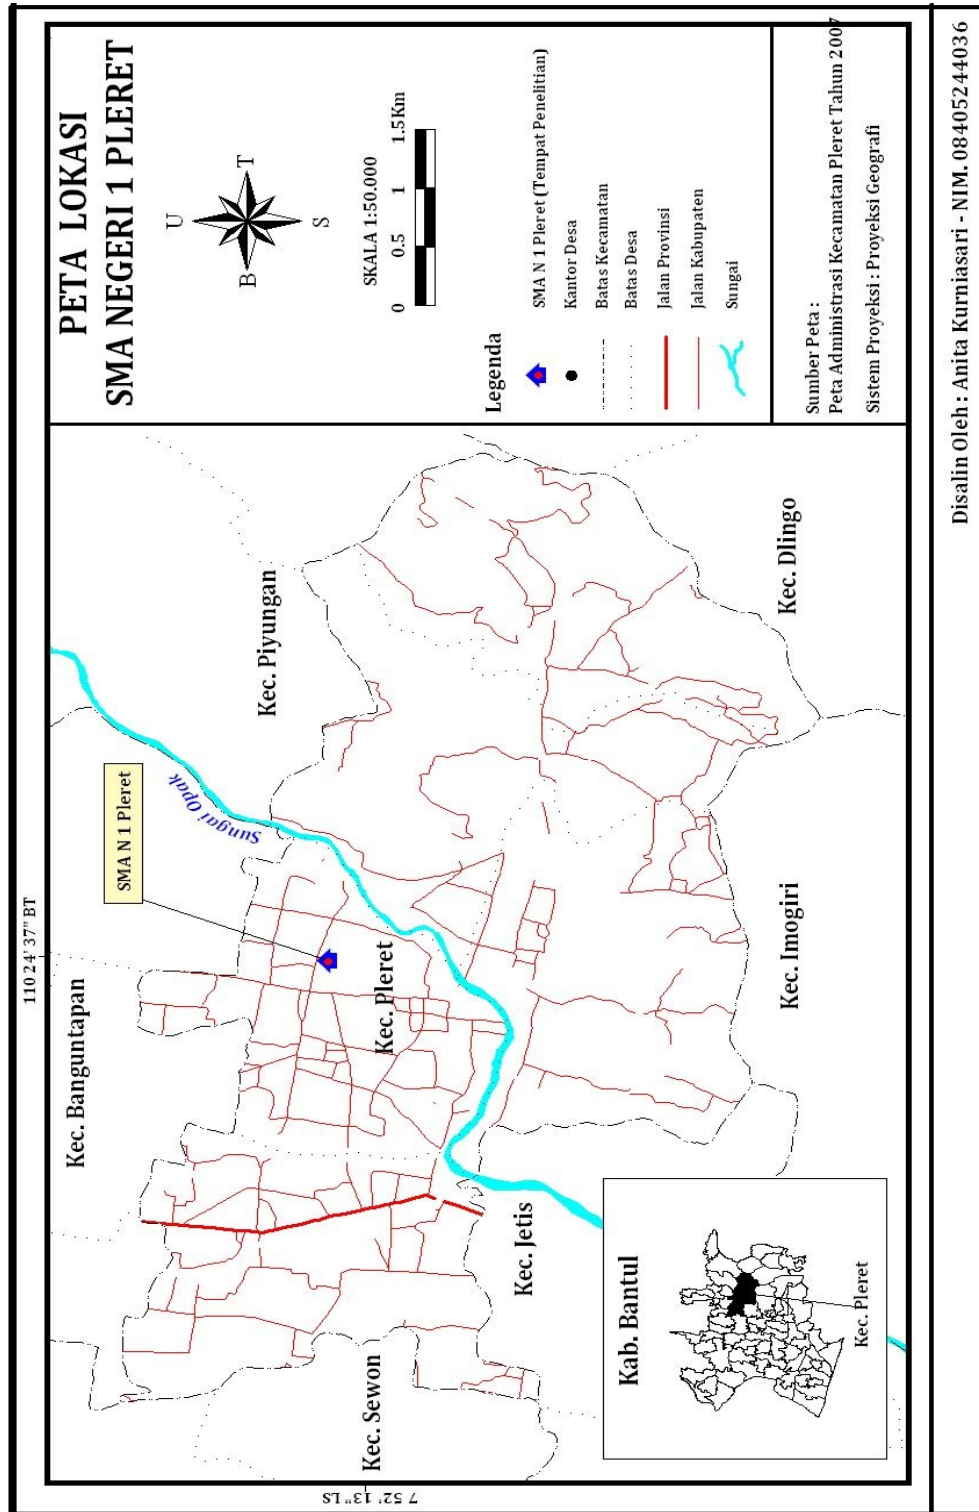 PETA LOKASI
SMA NEGERI 1 PLERET
U
B
T
S
SKALA 1:50.000
0 0.5 1 1.5Km
Legenda
SMA N 1 Pleret (Tempat Penelitian)
Kantor Desa
Batas Kecamatan
Batas Desa
Jalan Provinsi
Jalan Kabupaten
Sungai
Sumber Peta :
Peta Administrasi Kecamatan Pleret Tahun 2007
Sistem Proyeksi : Proyeksi Geografi
110 24' 37" BT
7 52' 13" LS
Kec. Banguntapan
SMA N 1 Pleret
Sungai Opak
Kec. Piyungan
Kec. Pleret
Kec. Sewon
Kec. Jetis
Kec. Imogiri
Kec. Dlingo
Kab. Bantul
Kec. Pleret
Disalin Oleh : Anita Kurniasari - NIM. 08405244036